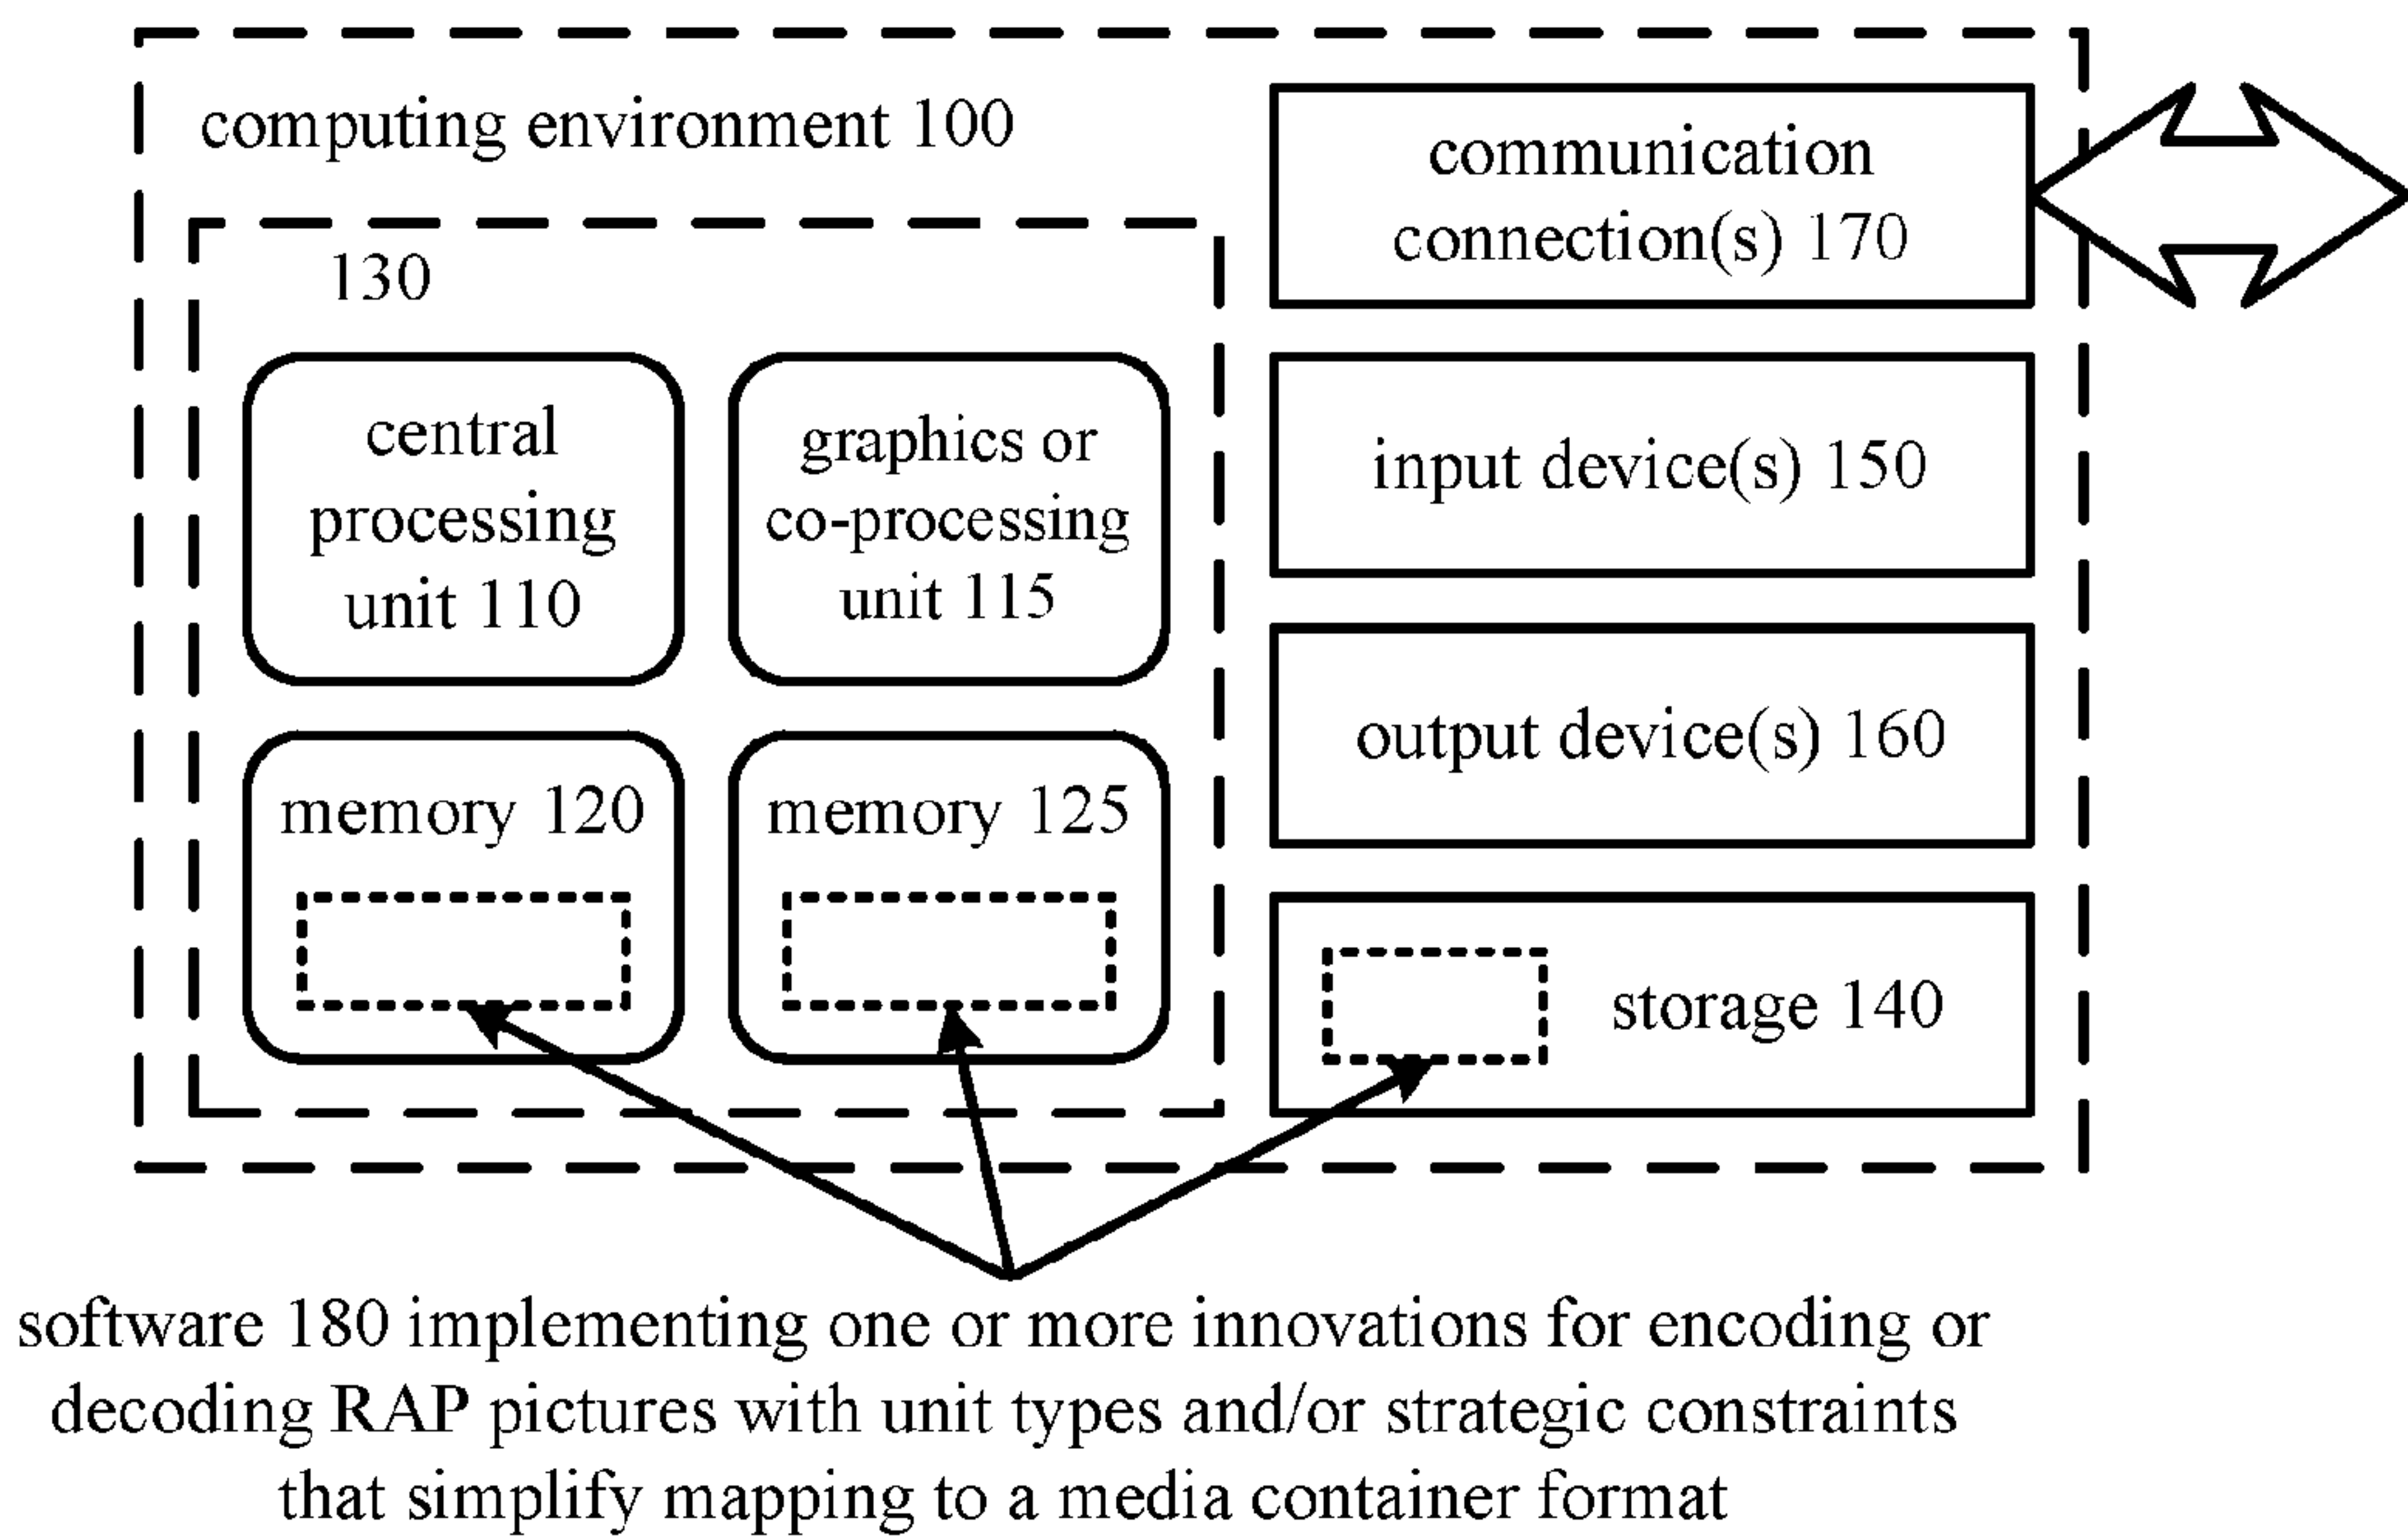 computing environment 100
130
central
processing
unit 110
graphics or
co-processing
unit 115
memory 120
memory 125
communication
connection(s) 170
input device(s) 150
output device(s) 160
storage 140
software 180 implementing one or more innovations for encoding or
decoding RAP pictures with unit types and/or strategic constraints
that simplify mapping to a media container format